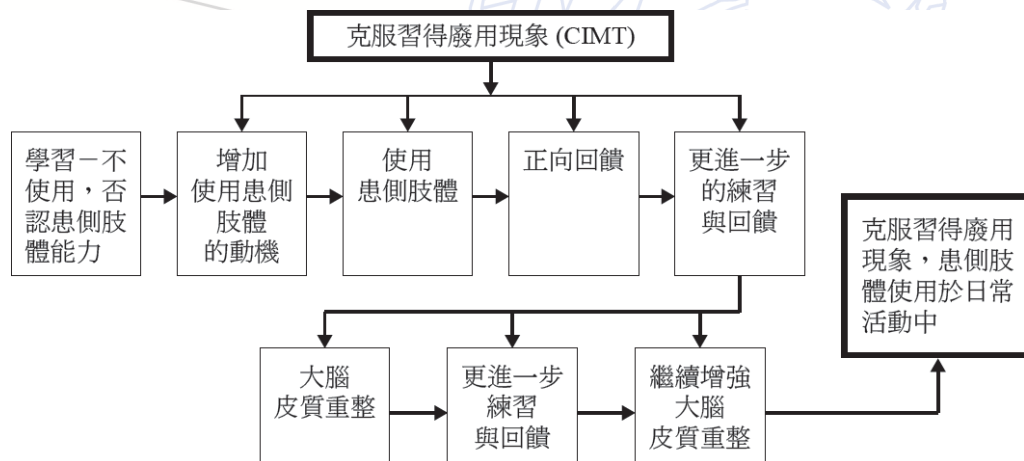 克服習得廢用現象 (CIMT)
學習－不
使用，否
認患側肢
體能力
增加
使用患側
肢體
的動機
使用
患側肢體
正向回饋
更進一步
的練習
與回饋
克服習得廢用
現象，患側肢
體使用於日常
活動中
大腦
皮質重整
更進一步
練習
與回饋
繼續增強
大腦
皮質重整